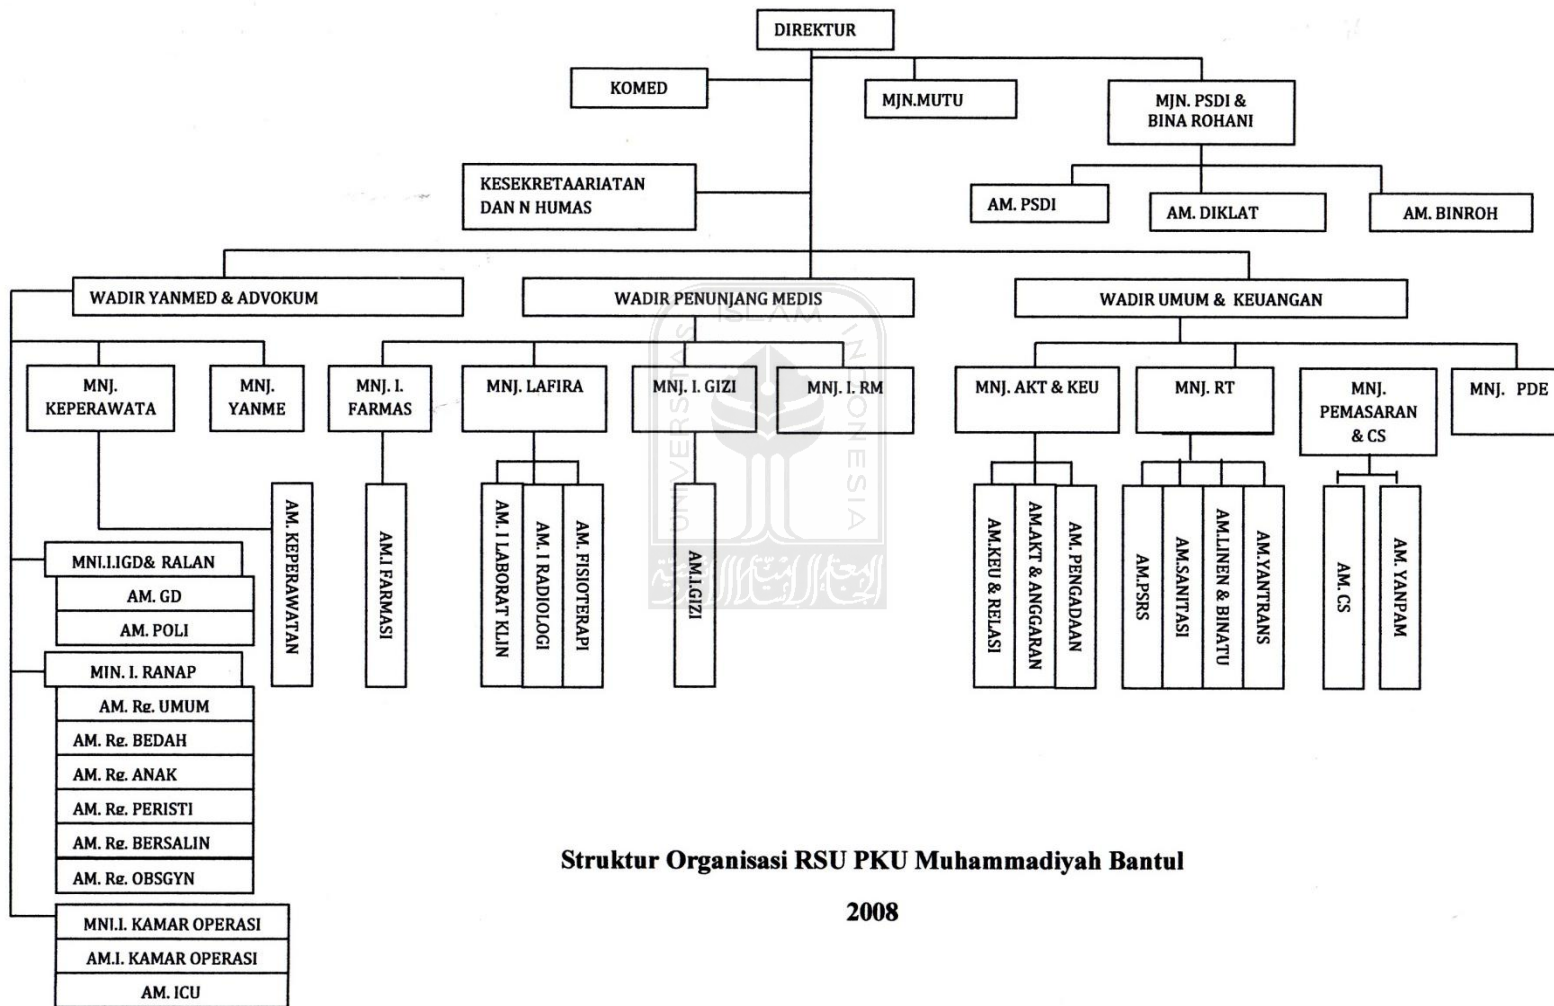 DIREKTUR
KOMED
MJN.MUTU
MJN. PSDI &
BINA ROHANI
KESEKRETAARIATAN
DAN N HUMAS
AM. PSDI
AM. DIKLAT
AM. BINROH
WADIR YANMED & ADVOKUM
WADIR PENUNJANG MEDIS
WADIR UMUM & KEUANGAN
MNJ.
KEPERAWATA
MNJ.
YANME
MNJ. I.
FARMAS
MNJ. LAFIRA
MNJ. I. GIZI
MNJ. I. RM
MNJ. AKT & KEU
MNJ. RT
MNJ.
PEMASARAN
& CS
MNJ. PDE
AM. KEPERAWATAN
AM.I FARMASI
AM. I LABORAT KLIN
AM. I RADIOLOGI
AM. FISIOTERAPI
AM.I.GIZI
AM.KEU & RELASI
AM.AKT & ANGGARAN
AM. PENGADAAN
AM.PSRS
AM.SANITASI
AM.LINEN & BINATU
AM.YANTRANS
AM. CS
AM. YANPAM
MNI.I.IGD& RALAN
AM. GD
AM. POLI
MIN. I. RANAP
AM. Rg. UMUM
AM. Rg. BEDAH
AM. Rg. ANAK
AM. Rg. PERISTI
AM. Rg. BERSALIN
AM. Rg. OBSGYN
MNI.I. KAMAR OPERASI
AM.I. KAMAR OPERASI
AM. ICU
UNIVERSITAS ISLAM INDONESIA
Struktur Organisasi RSU PKU Muhammadiyah Bantul
2008